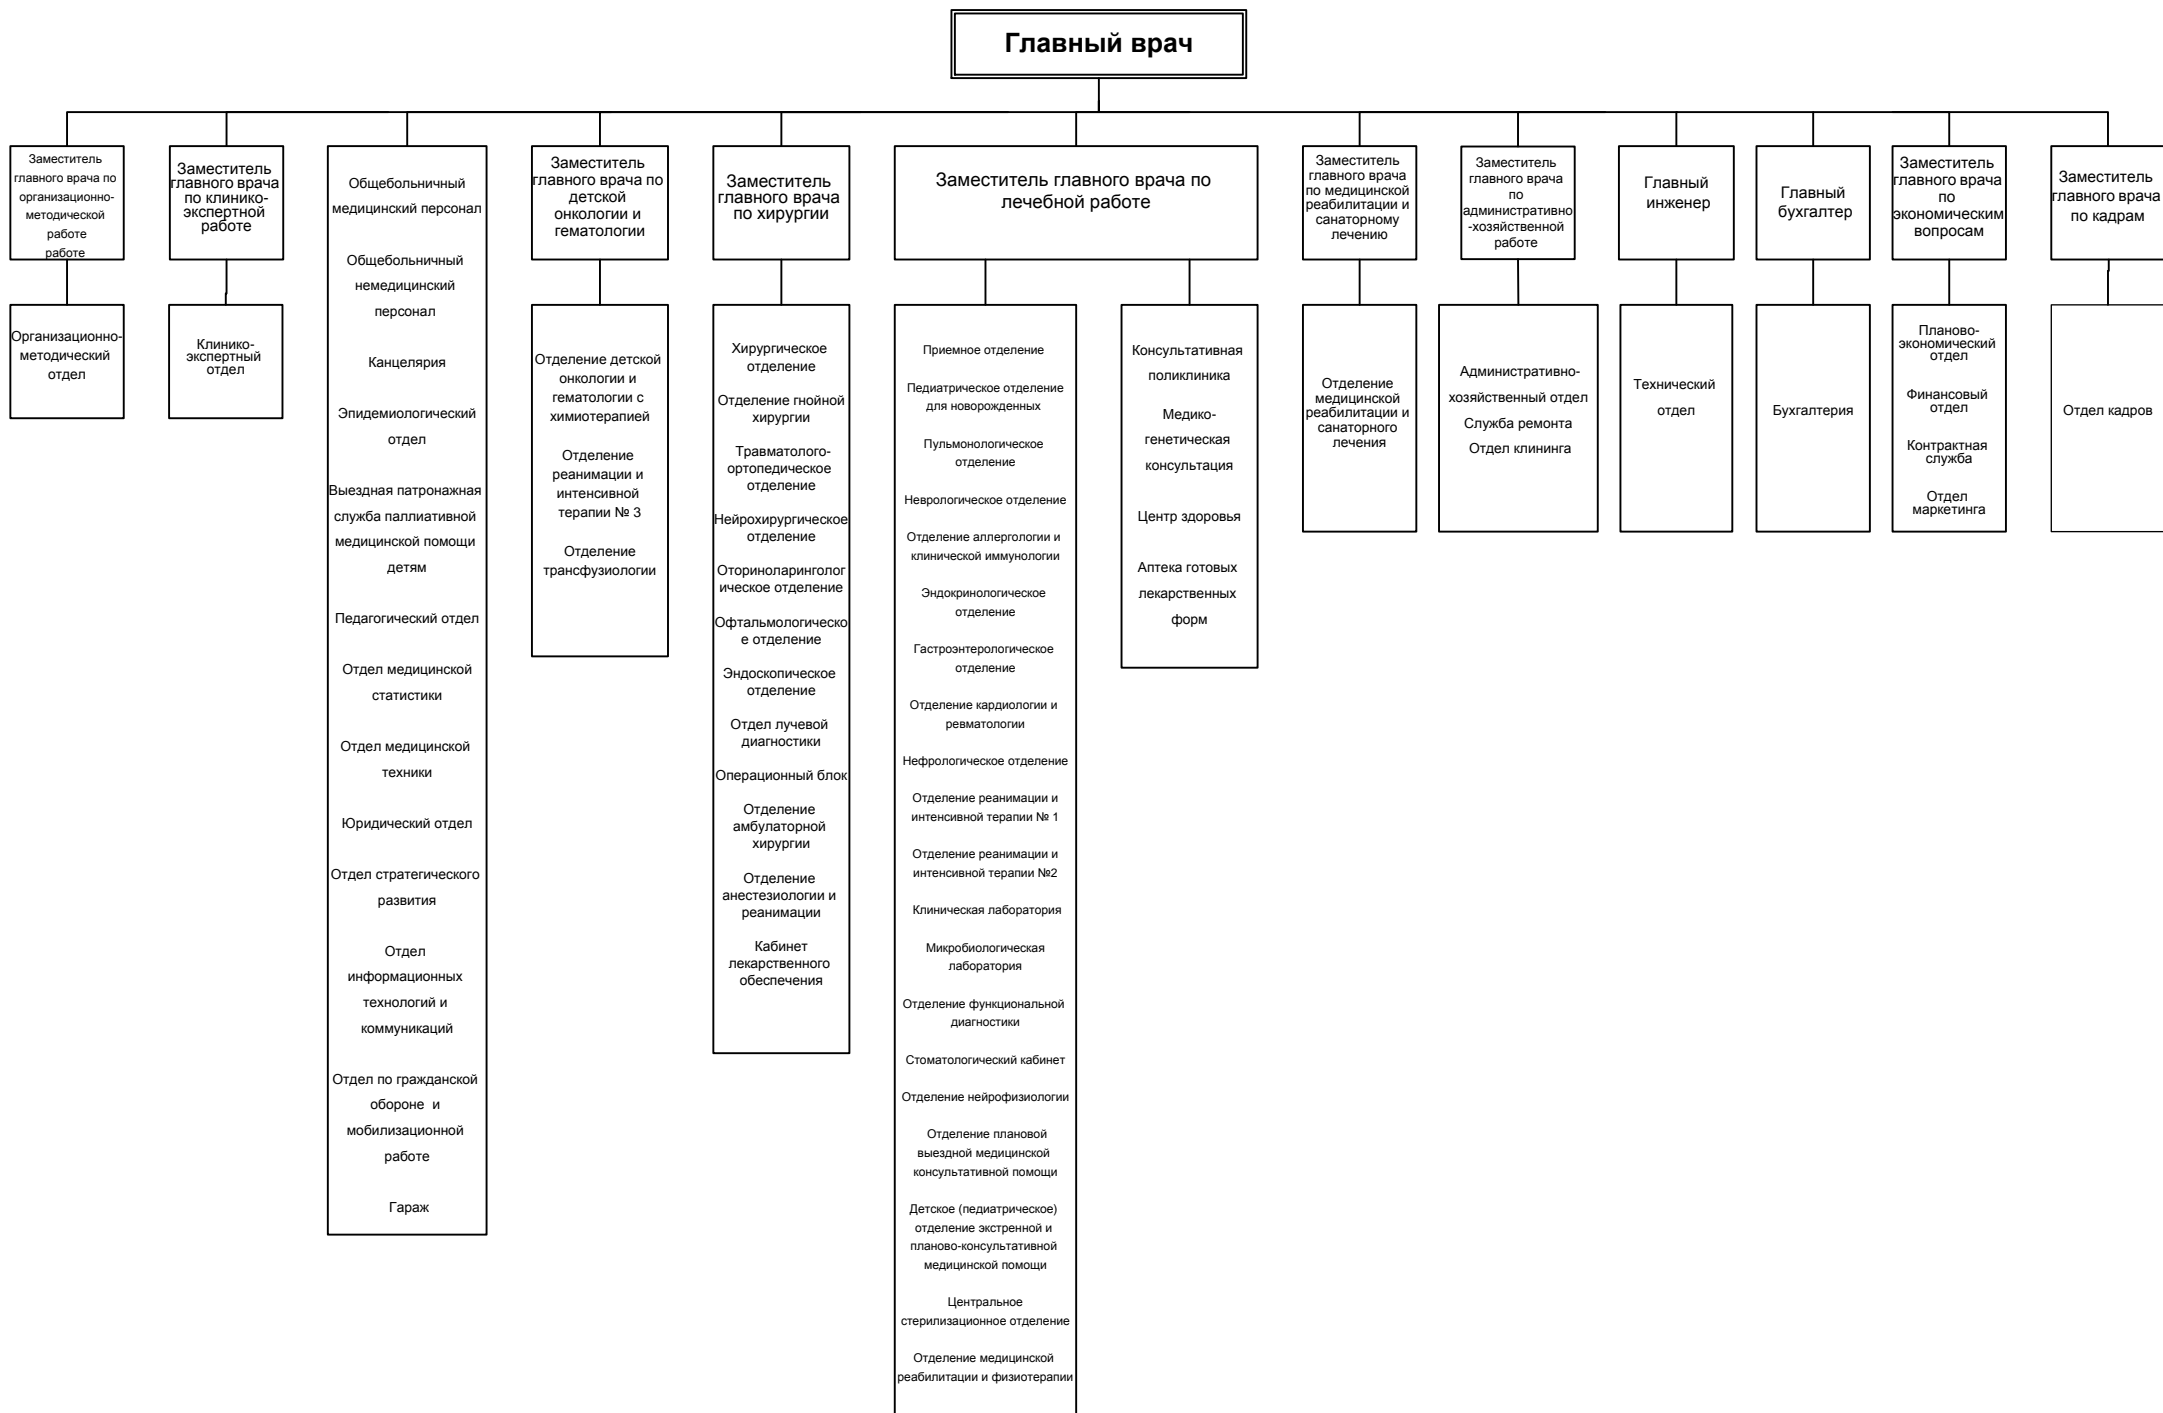 Главный врач
Заместитель
главного врача по
организационно-
методической
работе
работе
Заместитель
главного врача
по клинико-
экспертной
работе
Общебольничный
медицинский персонал
Общебольничный
немедицинский
персонал
Канцелярия
Эпидемиологический
отдел
Выездная патронажная
служба паллиативной
медицинской помощи
детям
Педагогический отдел
Отдел медицинской
статистики
Отдел медицинской
техники
Юридический отдел
Отдел стратегического
развития
Отдел
информационных
технологий и
коммуникаций
Отдел по гражданской
обороне и
мобилизационной
работе
Гараж
Заместитель
главного врача по
детской
онкологии и
гематологии
Заместитель
главного врача
по хирургии
Заместитель главного врача по
лечебной работе
Заместитель
главного врача
по медицинской
реабилитации и
санаторному
лечению
Заместитель
главного врача
по
административно
-хозяйственной
работе
Главный
инженер
Главный
бухгалтер
Заместитель
главного врача
по
экономическим
вопросам
Заместитель
главного врача
по кадрам
Организационно-
методический
отдел
Клинико-
экспертный
отдел
Отделение детской
онкологии и
гематологии с
химиотерапией
Отделение
реанимации и
интенсивной
терапии № 3
Отделение
трансфузиологии
Хирургическое
отделение
Отделение гнойной
хирургии
Травматолого-
ортопедическое
отделение
Нейрохирургическое
отделение
Оториноларинголог
ическое отделение
Офтальмологическо
е отделение
Эндоскопическое
отделение
Отдел лучевой
диагностики
Операционный блок
Отделение
амбулаторной
хирургии
Отделение
анестезиологии и
реанимации
Кабинет
лекарственного
обеспечения
Приемное отделение
Педиатрическое отделение
для новорожденных
Пульмонологическое
отделение
Неврологическое отделение
Отделение аллергологии и
клинической иммунологии
Эндокринологическое
отделение
Гастроэнтерологическое
отделение
Отделение кардиологии и
ревматологии
Нефрологическое отделение
Отделение реанимации и
интенсивной терапии № 1
Отделение реанимации и
интенсивной терапии №2
Клиническая лаборатория
Микробиологическая
лаборатория
Отделение функциональной
диагностики
Стоматологический кабинет
Отделение нейрофизиологии
Отделение плановой
выездной медицинской
консультативной помощи
Детское (педиатрическое)
отделение экстренной и
планово-консультативной
медицинской помощи
Центральное
стерилизационное отделение
Отделение медицинской
реабилитации и физиотерапии
Консультативная
поликлиника
Медико-
генетическая
консультация
Центр здоровья
Аптека готовых
лекарственных
форм
Отделение
медицинской
реабилитации и
санаторного
лечения
Административно-
хозяйственный отдел
Служба ремонта
Отдел клининга
Технический
отдел
Бухгалтерия
Планово-
экономический
отдел
Финансовый
отдел
Контрактная
служба
Отдел
маркетинга
Отдел кадров